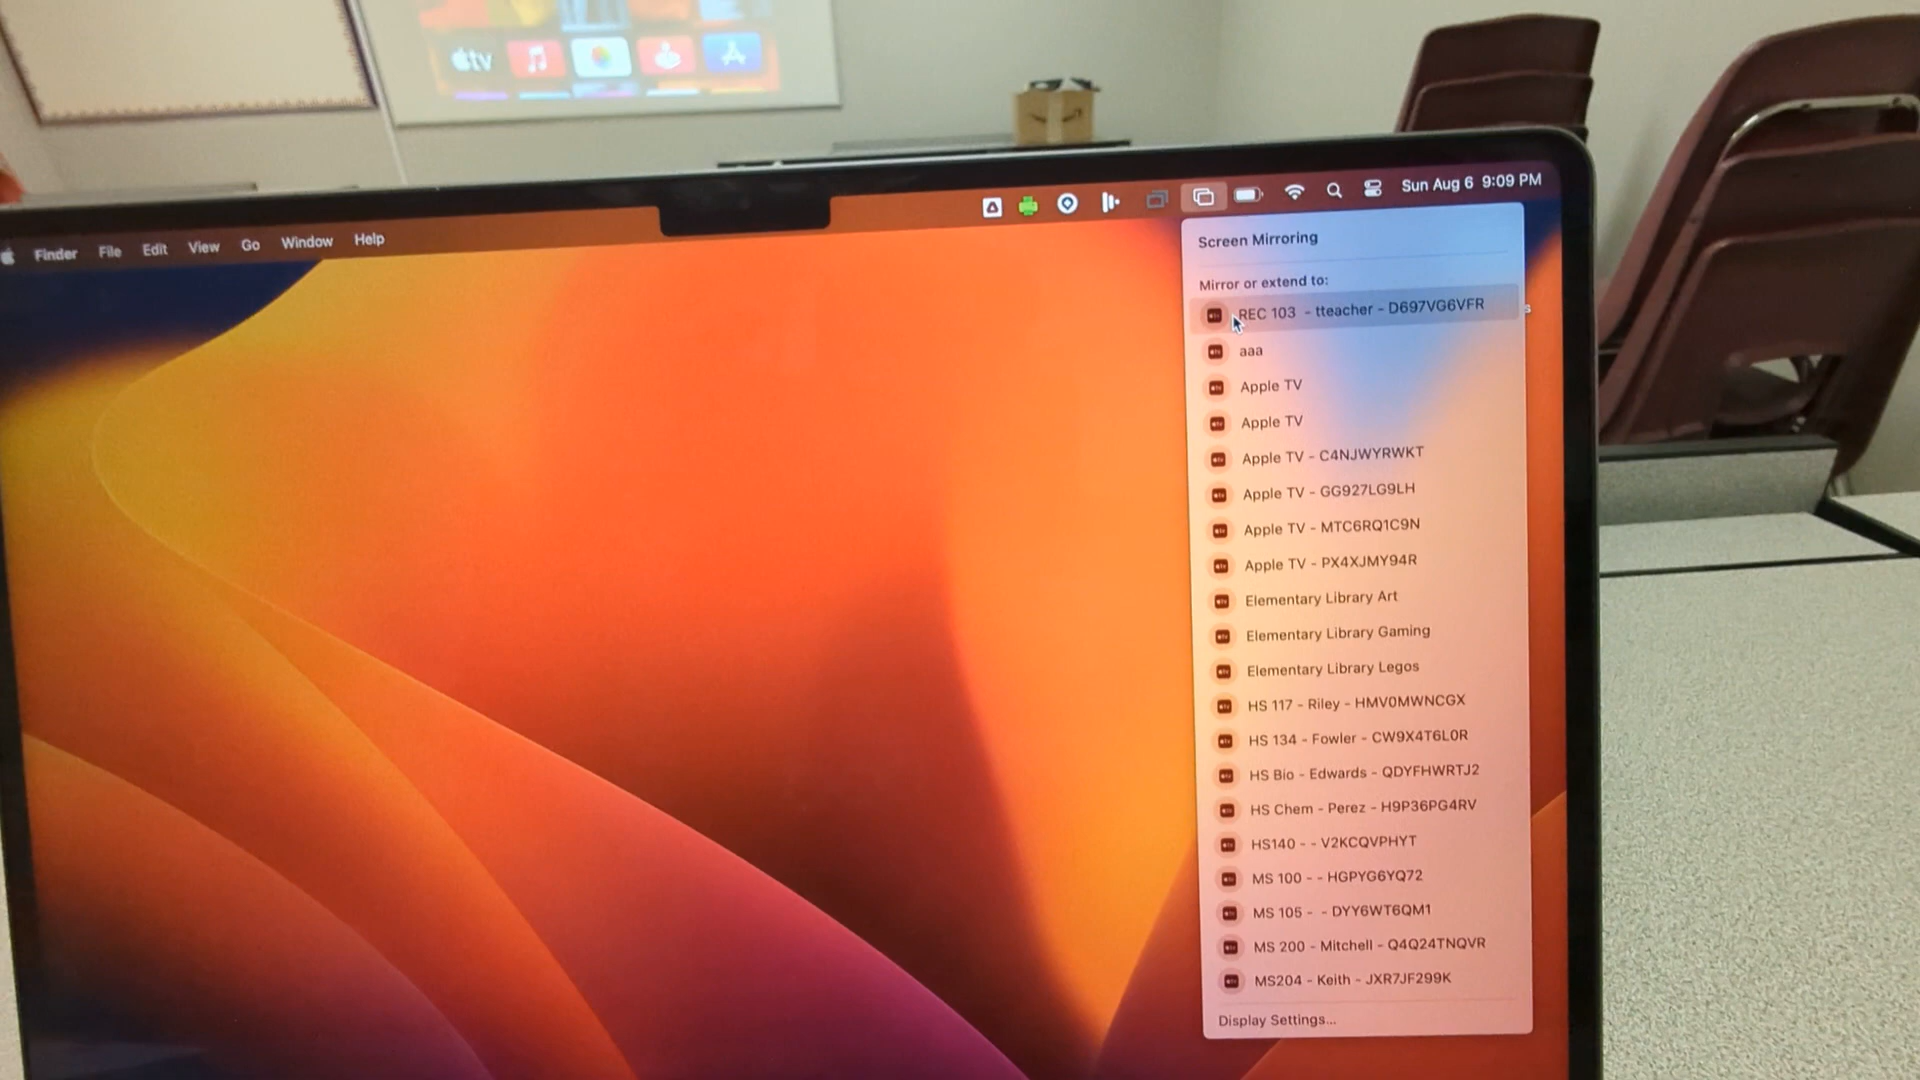 tv
Finder File Edit View Go Window Help
Sun Aug 6 9:09 PM
Screen Mirroring
Mirror or extend to:
REC 103 - tteacher - D697VG6VFR
s
aaa
Apple TV
Apple TV
Apple TV - C4NJWYRWKT
Apple TV - GG927LG9LH
Apple TV - MTC6RQ1C9N
Apple TV - PX4XJMY94R
Elementary Library Art
Elementary Library Gaming
Elementary Library Legos
HS 117 - Riley - HMV0MWNCGX
HS 134 - Fowler - CW9X4T6L0R
HS Bio - Edwards - QDYFHWRTJ2
HS Chem - Perez - H9P36PG4RV
HS140 - - V2KCQVPHYT
MS 100 - - HGPYG6YQ72
MS 105 - - DYY6WT6QM1
MS 200 - Mitchell - Q4Q24TNQVR
MS204 - Keith - JXR7JF299K
Display Settings...